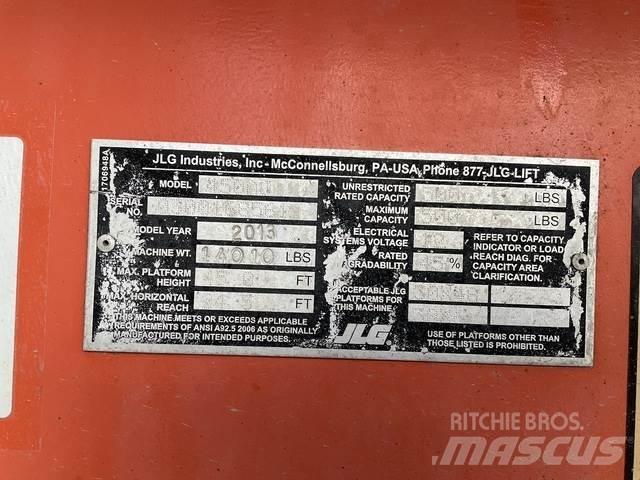 1706948A
JLG Industries, Inc - McConnellsburg, PA-USA Phone 877-JLG-LIFT
MODEL
SERIAL NO.
MODEL YEAR 2013
MACHINE WT. 14010 LBS
MAX. PLATFORM HEIGHT FT
MAX. HORIZONTAL REACH FT
THIS MACHINE MEETS OR EXCEEDS APPLICABLE
REQUIREMENTS OF ANSI A92.5 2006 AS ORIGINALLY
MANUFACTURED FOR INTENDED PURPOSES.
UNRESTRICTED RATED CAPACITY LBS
MAXIMUM CAPACITY LBS
ELECTRICAL SYSTEMS VOLTAGE
RATED GRADABILITY %
REFER TO CAPACITY
INDICATOR OR LOAD
REACH DIAG. FOR
CAPACITY AREA
CLARIFICATION.
ACCEPTABLE JLG
PLATFORMS FOR
THIS MACHINE
JLG
USE OF PLATFORMS OTHER THAN
THOSE LISTED IS PROHIBITED.
RITCHIE BROS.
MASCUS